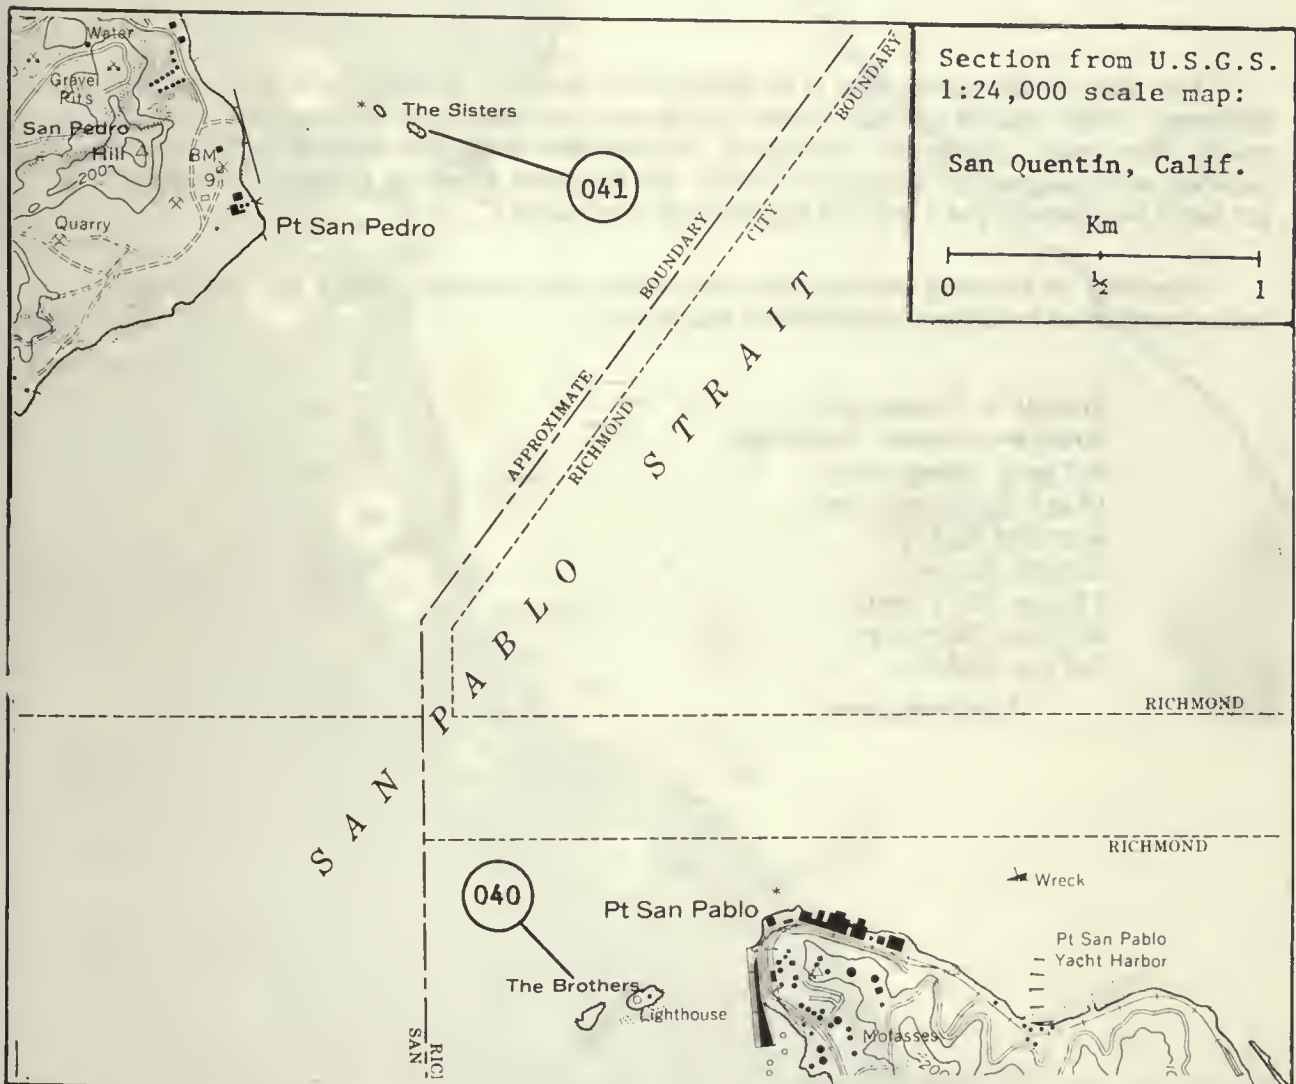 Section from U.S.G.S.
1:24,000 scale map:
San Quentin, Calif.
Km
0 ½ 1
Water
Gravel
Pits
San Pedro
Hill
200
BM
9
Quarry
Pt San Pedro
The Sisters
041
APPROXIMATE BOUNDARY
RICHMOND CITY BOUNDARY
SAN PABLO STRAIT
RICHMOND
RICHMOND
040
Pt San Pablo
Wreck
Pt San Pablo
Yacht Harbor
The Brothers
Lighthouse
Molasses
200
SAN